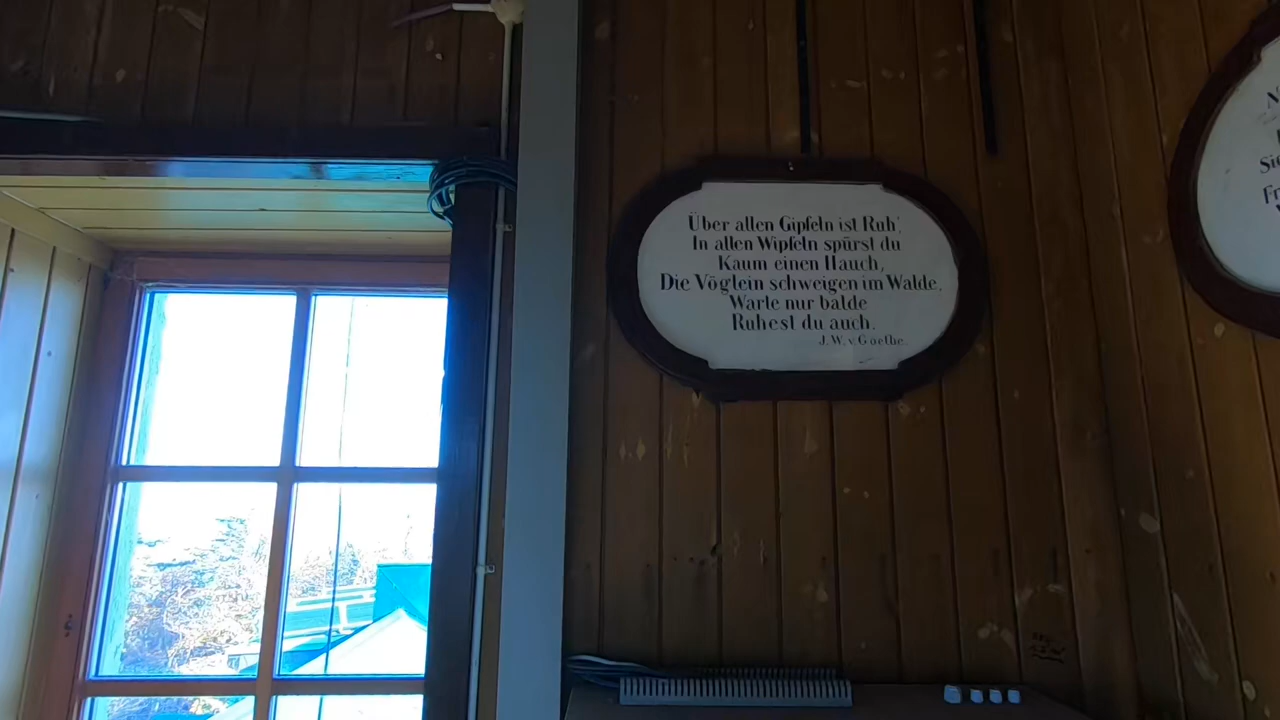 Über allen Gipfeln ist Ruh',
In allen Wipfeln spürst du
Kaum einen Hauch,
Die Vöglein schweigen im Walde.
Warte nur balde
Ruhest du auch.
J. W. v. Goethe.